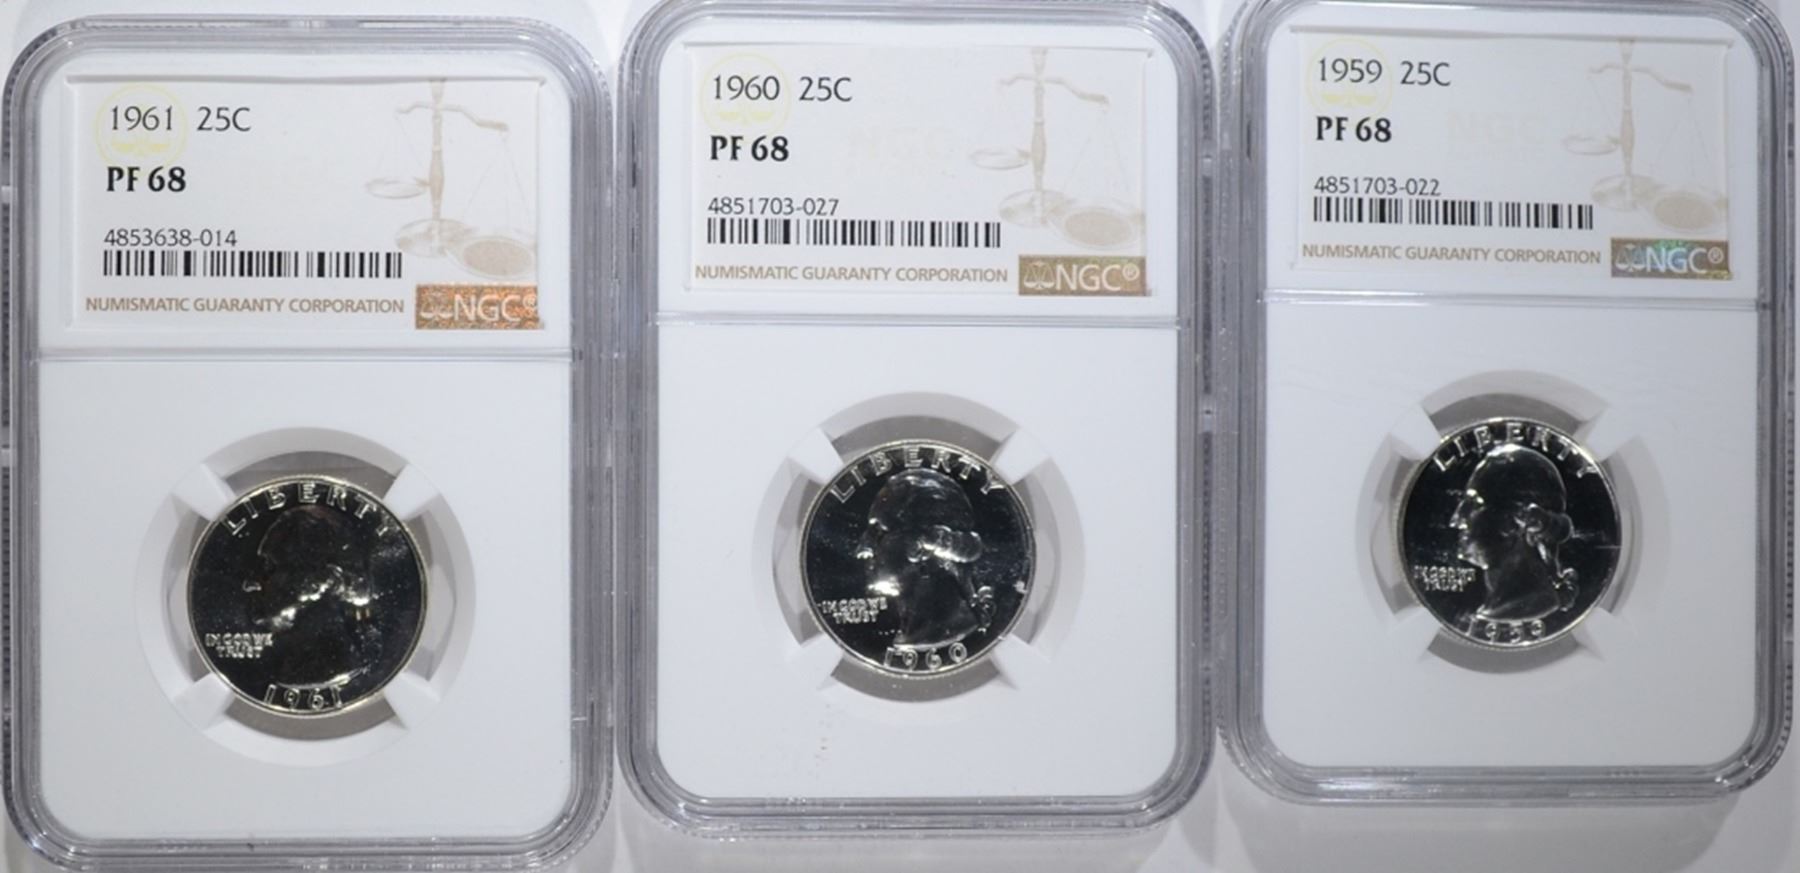 1961 25C
PF 68
4853638-014
NUMISMATIC GUARANTY CORPORATION
NGC®
LIBERTY
IN GOD WE
TRUST
1961
1960 25C
PF 68
4851703-027
NUMISMATIC GUARANTY CORPORATION
NGC®
LIBERTY
IN GOD WE
TRUST
1960
1959 25C
PF 68
4851703-022
NUMISMATIC GUARANTY CORPORATION
NGC®
LIBERTY
IN GOD WE
TRUST
1959